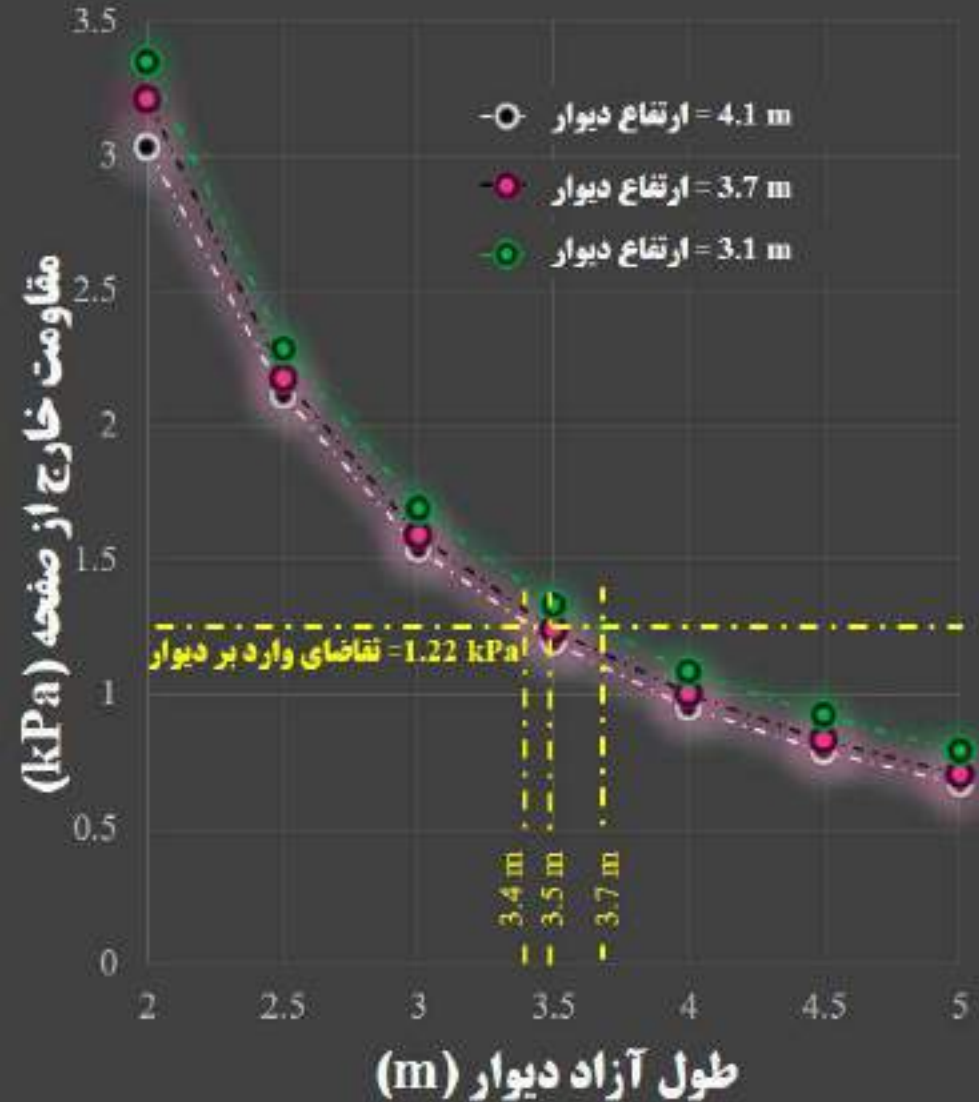 3.5
3
2.5
2
1.5
1
0.5
0
مقاومت خارج از صفحه (kPa)
ارتفاع دیوار = 4.1 m
ارتفاع دیوار = 3.7 m
ارتفاع دیوار = 3.1 m
تقاضای وارد بر دیوار =1.22 kPa
3.4 m
3.5 m
3.7 m
2 2.5 3 3.5 4 4.5 5
طول آزاد دیوار (m)